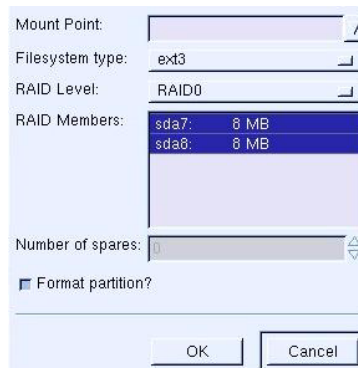 Mount Point:
Filesystem type: ext3
RAID Level: RAID0
RAID Members: sda7: 8 MB
sda8: 8 MB
Number of spares: 0
Format partition?
OK Cancel